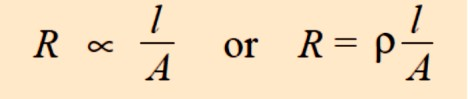 R ∝ l/A or R = ρ l/A